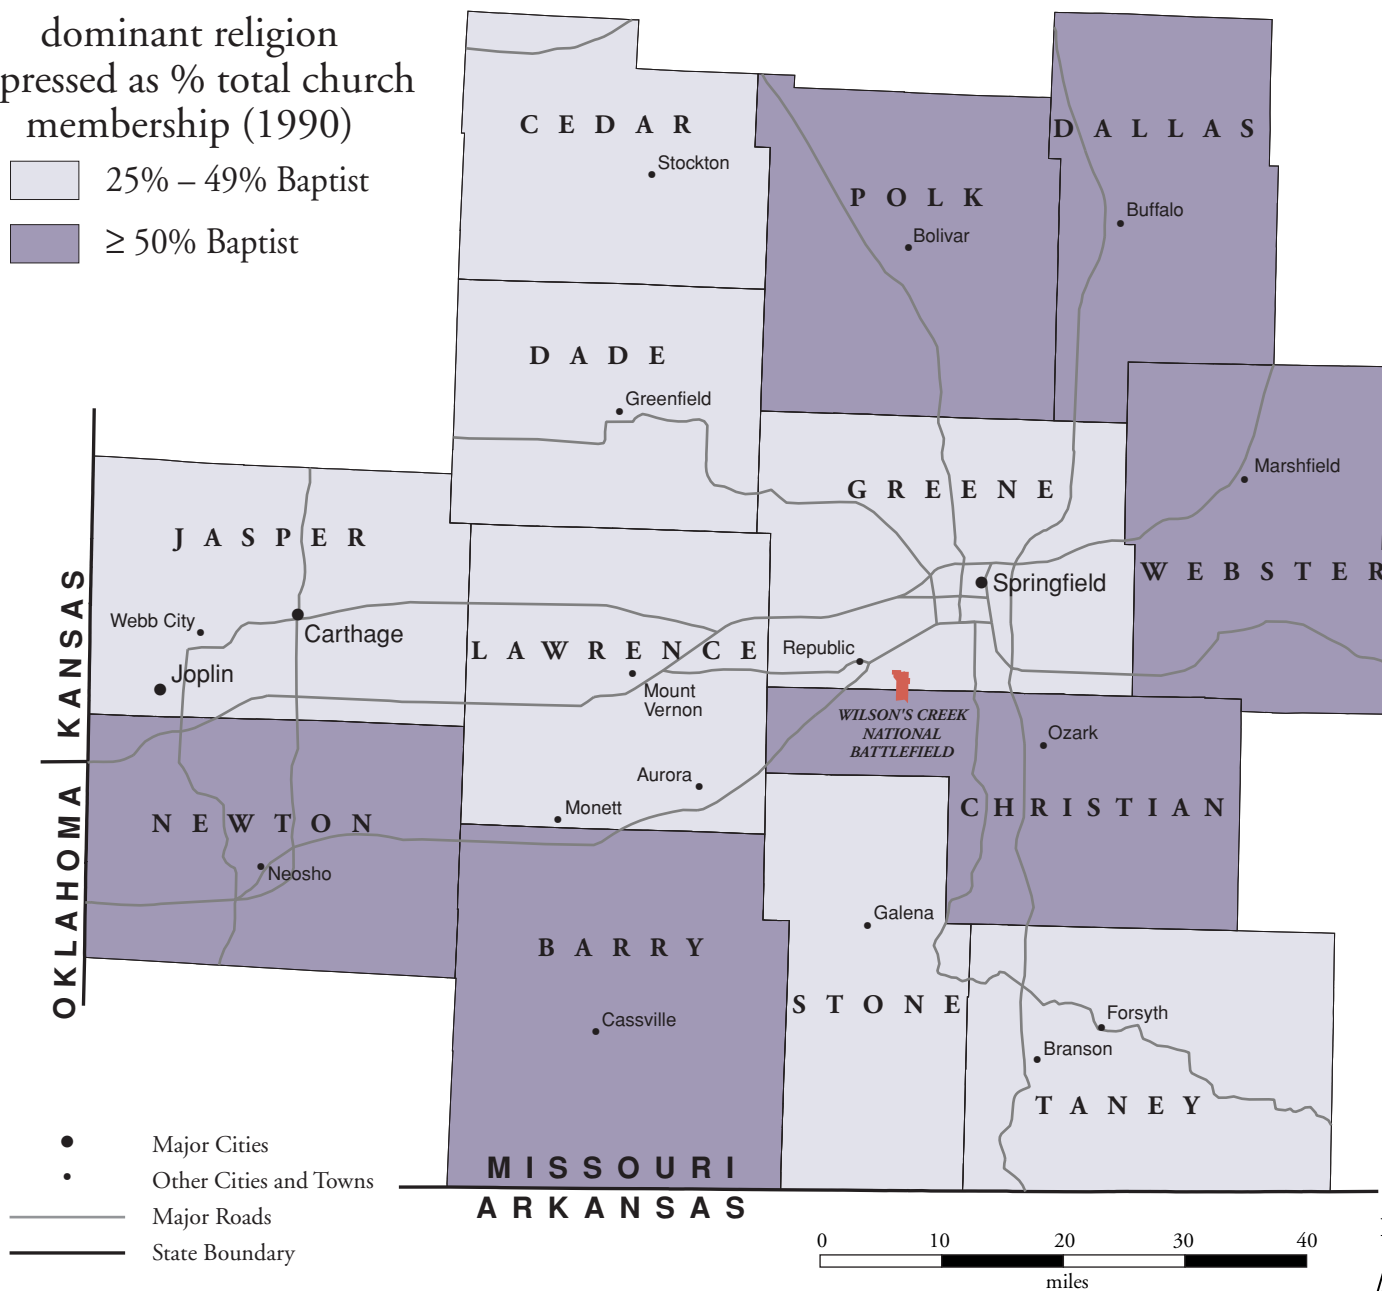 dominant religion
pressed as % total church
membership (1990)
25% – 49% Baptist
≥ 50% Baptist
CEDAR
Stockton
DALLAS
POLK
Buffalo
Bolivar
DADE
Greenfield
GREENE
Marshfield
JASPER
WEBSTER
Springfield
Webb City
Carthage
LAWRENCE
Republic
Joplin
Mount
Vernon
KANSAS
WILSON'S CREEK
NATIONAL
BATTLEFIELD
Ozark
Aurora
Monett
CHRISTIAN
NEWTON
Neosho
OKLAHOMA
Galena
BARRY
STONE
Cassville
Forsyth
Branson
TANEY
Major Cities
Other Cities and Towns
Major Roads
State Boundary
MISSOURI
ARKANSAS
0 10 20 30 40
miles